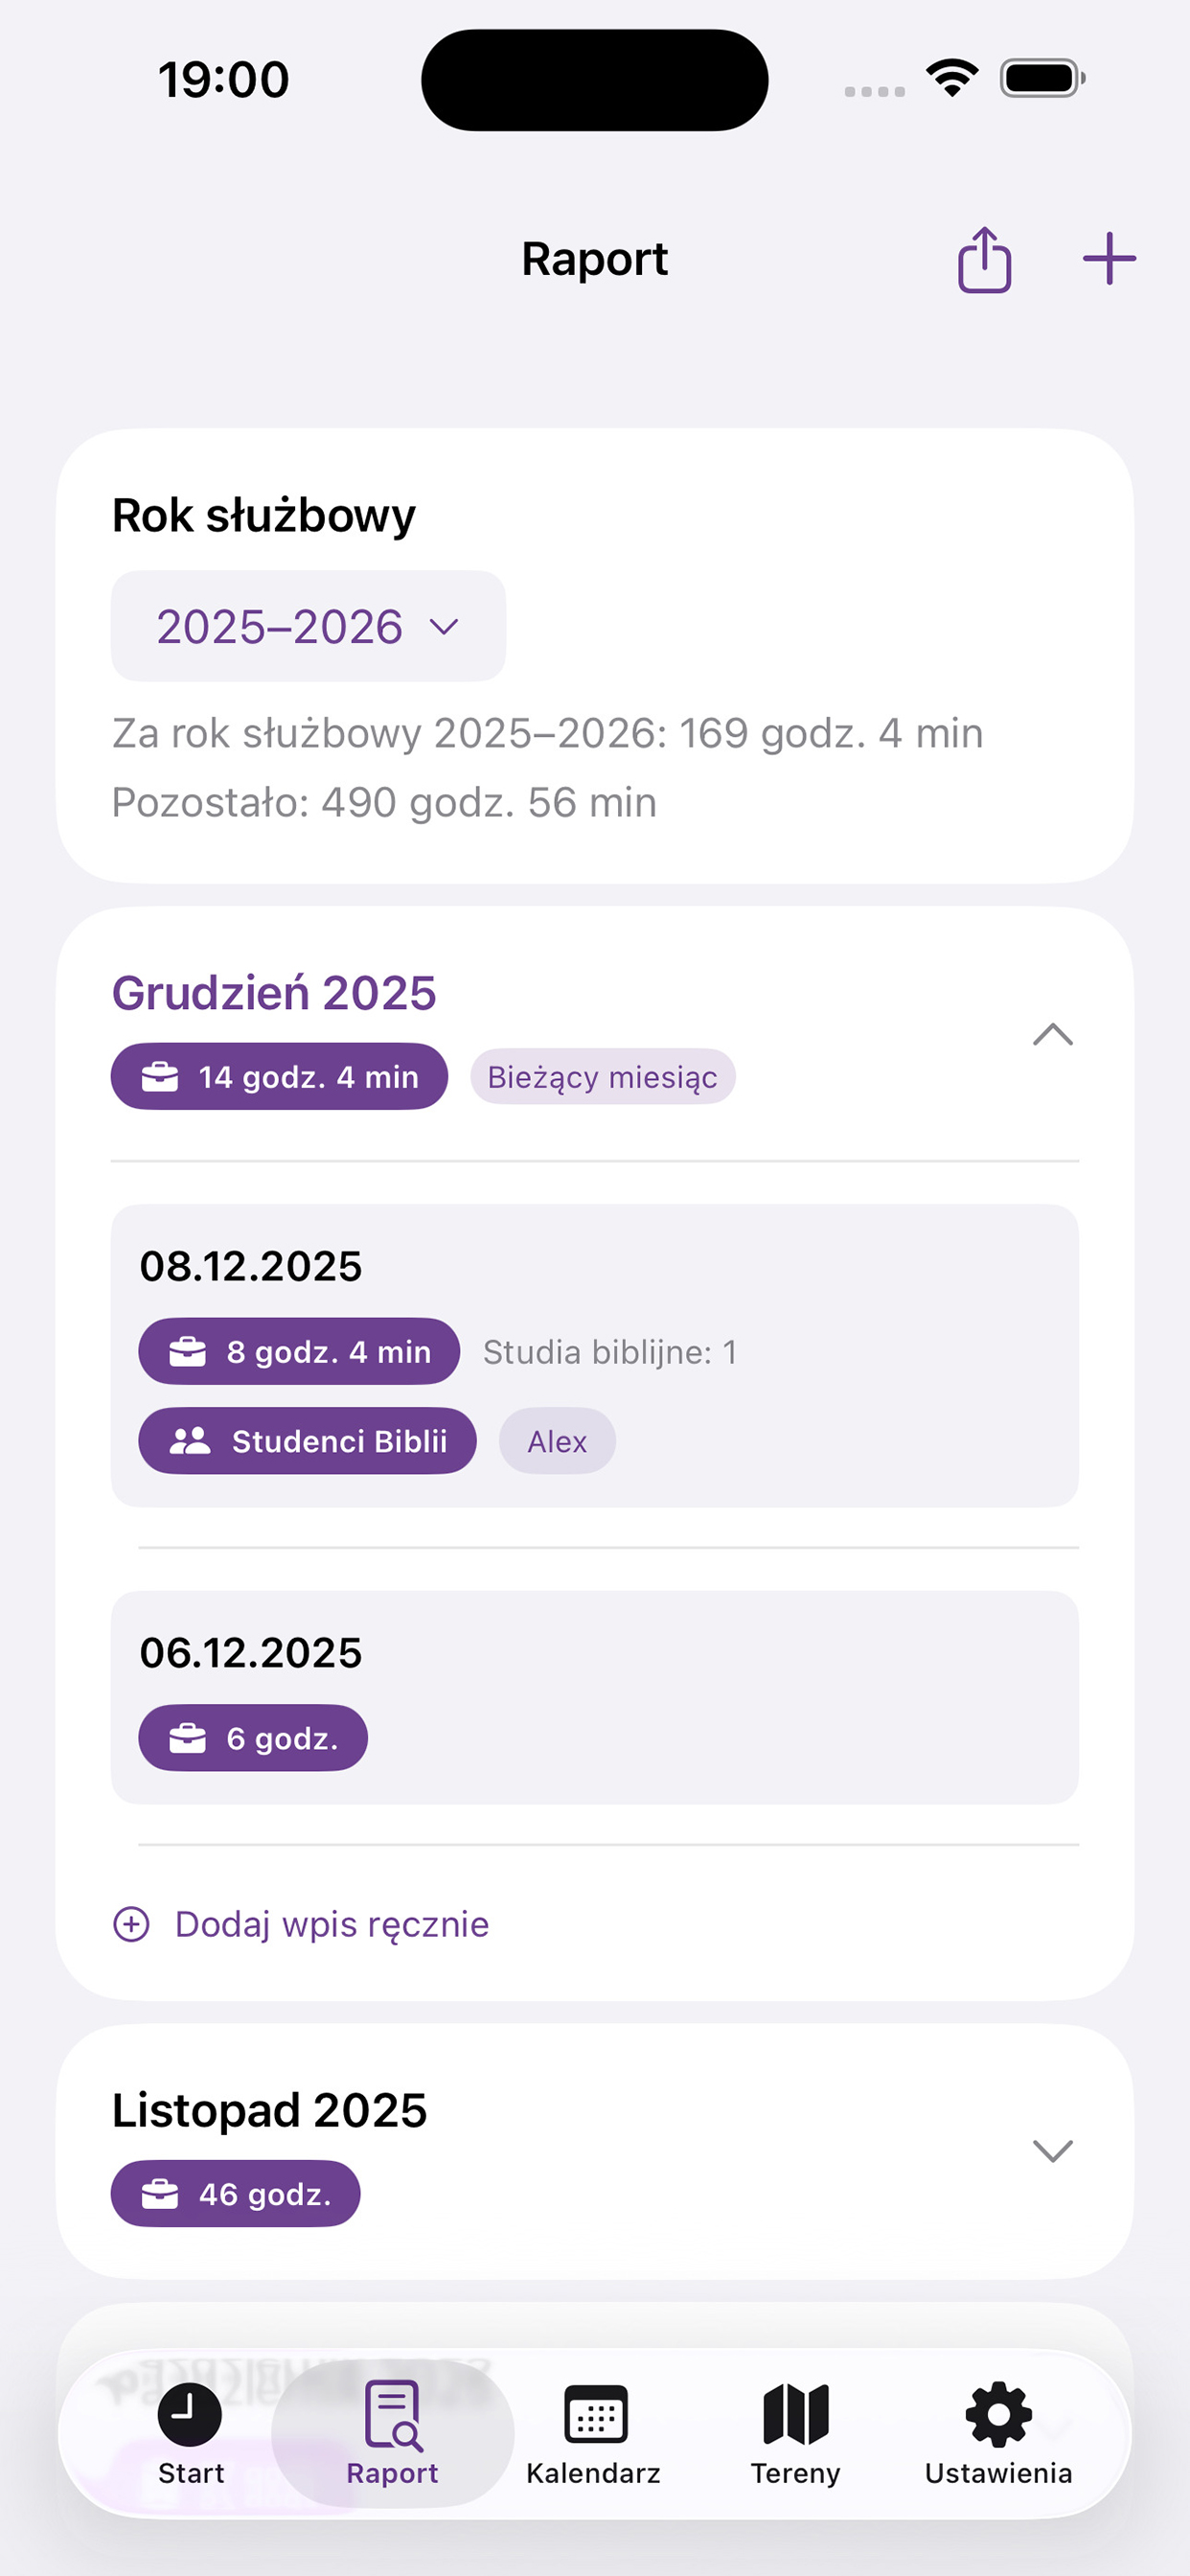 19:00
Raport
Rok służbowy
2025–2026
Za rok służbowy 2025–2026: 169 godz. 4 min
Pozostało: 490 godz. 56 min
Grudzień 2025
14 godz. 4 min Bieżący miesiąc
08.12.2025
8 godz. 4 min Studia biblijne: 1
Studenci Biblii Alex
06.12.2025
6 godz.
Dodaj wpis ręcznie
Listopad 2025
46 godz.
Start Raport Kalendarz Tereny Ustawienia